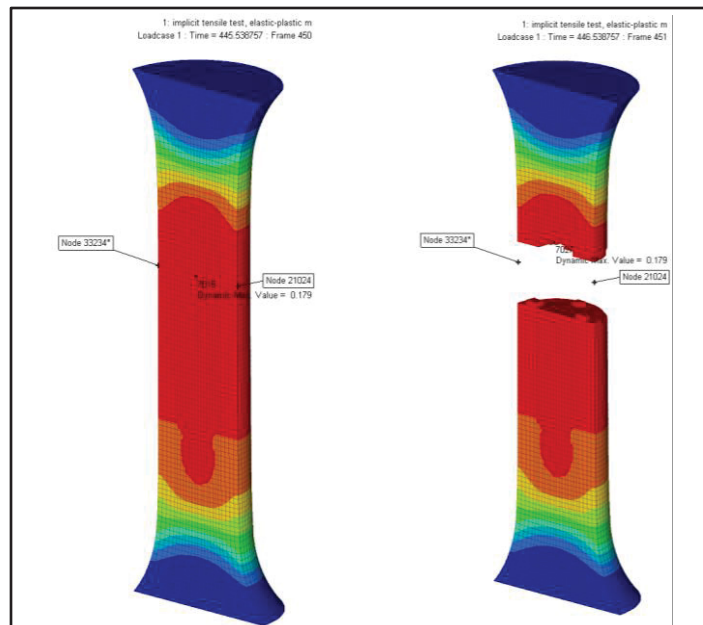 1: implicit tensile test, elastic-plastic m
Loadcase 1 : Time = 445.538757 : Frame 450
Node 33234*
Node 21024
Dynamic Max. Value = 0.179
1: implicit tensile test, elastic-plastic m
Loadcase 1 : Time = 446.538757 : Frame 451
Node 33234*
Dynamic Max. Value = 0.179
Node 21024